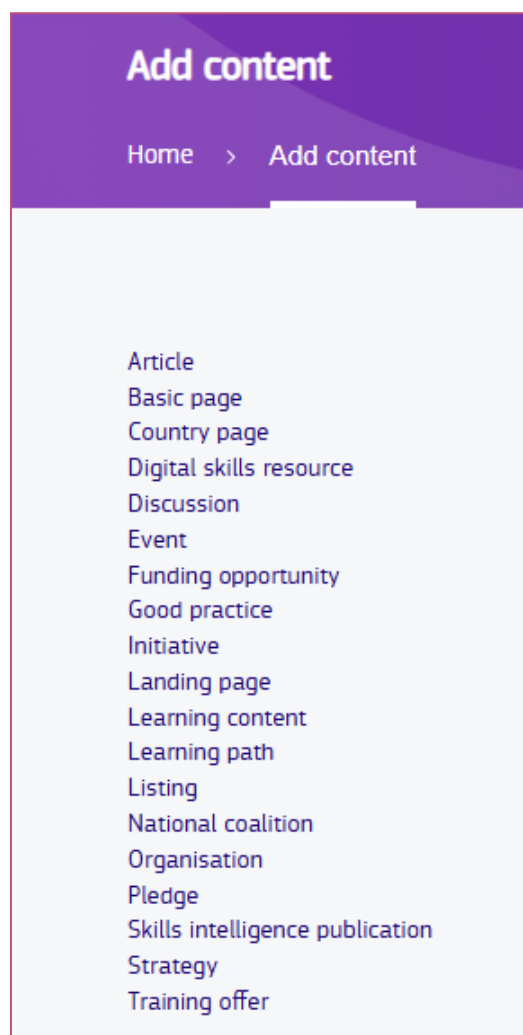 Add content
Home > Add content
Article
Basic page
Country page
Digital skills resource
Discussion
Event
Funding opportunity
Good practice
Initiative
Landing page
Learning content
Learning path
Listing
National coalition
Organisation
Pledge
Skills intelligence publication
Strategy
Training offer